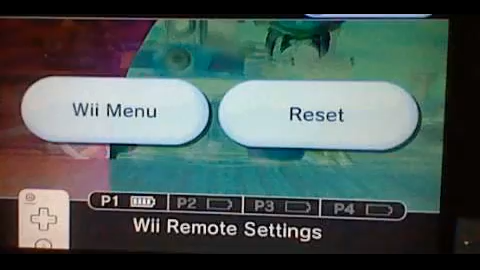 Wii Menu
Reset
P1 P2 P3 P4
Wii Remote Settings